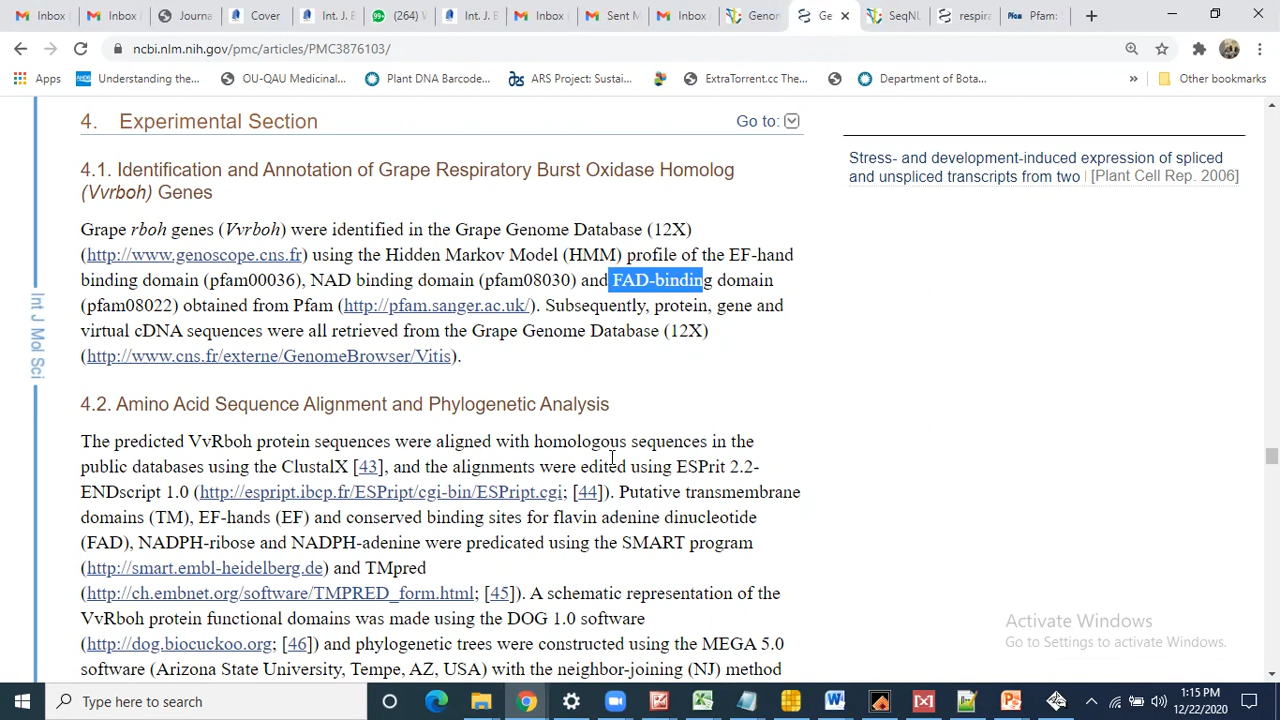 Inbox (
Inbox (
Journa
Cover
Int. J. E
(264) V
Int. J. E
Inbox (
Sent M
Inbox (
Genon
Ge
SeqNU
respira
Pfam:
ncbi.nlm.nih.gov/pmc/articles/PMC3876103/
Apps
Understanding the...
OU-QAU Medicinal...
Plant DNA Barcode...
ARS Project: Sustai...
ExtraTorrent.cc The...
Department of Bota...
»
Other bookmarks
4. Experimental Section
Go to:
4.1. Identification and Annotation of Grape Respiratory Burst Oxidase Homolog
(Vvrboh) Genes
Grape rboh genes (Vvrboh) were identified in the Grape Genome Database (12X)
(http://www.genoscope.cns.fr) using the Hidden Markov Model (HMM) profile of the EF-hand
binding domain (pfam00036), NAD binding domain (pfam08030) and FAD-binding domain
(pfam08022) obtained from Pfam (http://pfam.sanger.ac.uk/). Subsequently, protein, gene and
virtual cDNA sequences were all retrieved from the Grape Genome Database (12X)
(http://www.cns.fr/externe/GenomeBrowser/Vitis).
4.2. Amino Acid Sequence Alignment and Phylogenetic Analysis
The predicted VvRboh protein sequences were aligned with homologous sequences in the
public databases using the ClustalX [43], and the alignments were edited using ESPrit 2.2-
ENDscript 1.0 (http://espript.ibcp.fr/ESPript/cgi-bin/ESPript.cgi; [44]). Putative transmembrane
domains (TM), EF-hands (EF) and conserved binding sites for flavin adenine dinucleotide
(FAD), NADPH-ribose and NADPH-adenine were predicated using the SMART program
(http://smart.embl-heidelberg.de) and TMpred
(http://ch.embnet.org/software/TMPRED_form.html; [45]). A schematic representation of the
VvRboh protein functional domains was made using the DOG 1.0 software
(http://dog.biocuckoo.org; [46]) and phylogenetic trees were constructed using the MEGA 5.0
software (Arizona State University, Tempe, AZ, USA) with the neighbor-joining (NJ) method
Int J Mol Sci
Stress- and development-induced expression of spliced
and unspliced transcripts from two | [Plant Cell Rep. 2006]
Activate Windows
Go to Settings to activate Windows.
Type here to search
1:15 PM
12/22/2020